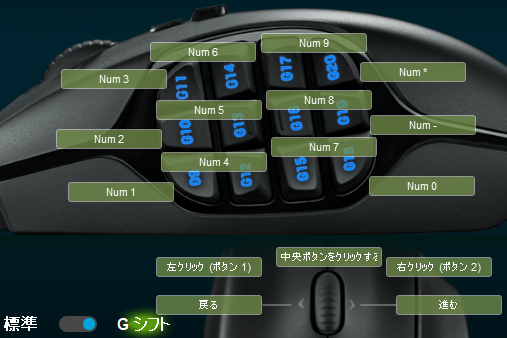 Num 9
Num 6
Num 3
Num *
G11
G14
G17
G20
Num 5
Num 8
Num 2
Num -
G10
G13
G16
G19
Num 4
Num 7
Num 1
Num 0
G9
G12
G15
G18
左クリック (ボタン 1)
中央ボタンをクリックする
右クリック (ボタン 2)
戻る
進む
標準
G シフト